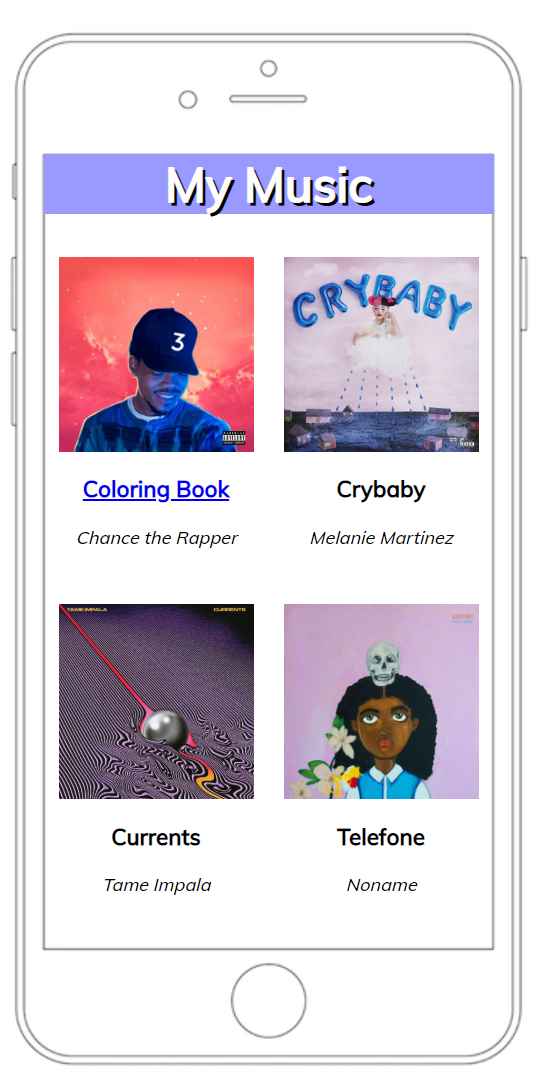 My Music
CRYBABY
3
Coloring Book
Crybaby
Chance the Rapper
Melanie Martinez
TAME IMPALA
CURRENTS
Currents
Telefone
Tame Impala
Noname